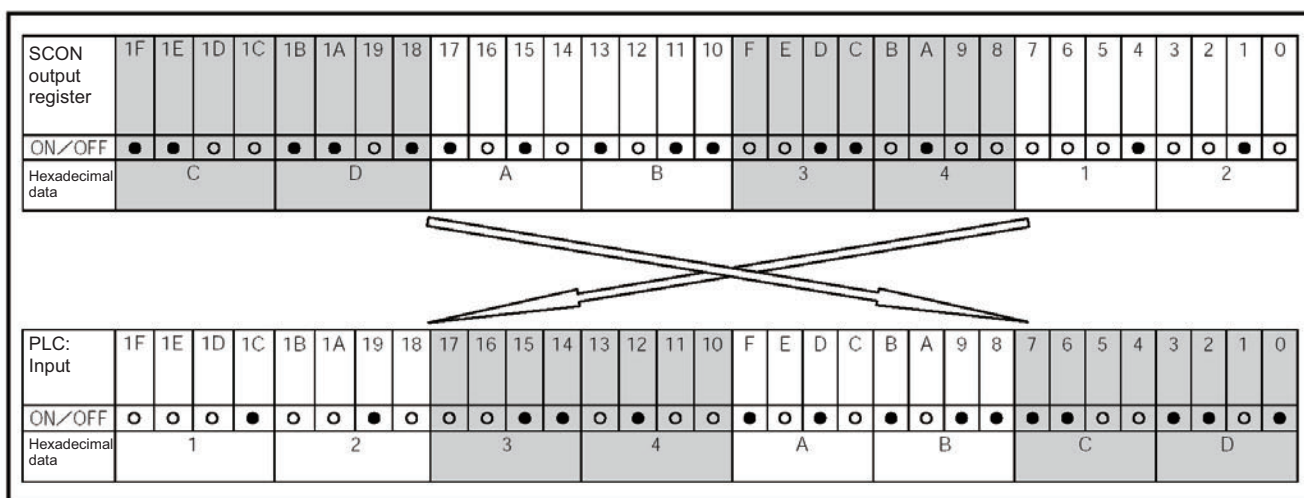 SCON output register 1F 1E 1D 1C 1B 1A 19 18 17 16 15 14 13 12 11 10 F E D C B A 9 8 7 6 5 4 3 2 1 0
ON/OFF ● ● ○ ○ ● ● ○ ● ● ○ ● ○ ● ○ ● ● ○ ○ ● ● ○ ● ○ ○ ○ ○ ○ ● ○ ○ ● ○
Hexadecimal data C D A B 3 4 1 2
PLC: Input 1F 1E 1D 1C 1B 1A 19 18 17 16 15 14 13 12 11 10 F E D C B A 9 8 7 6 5 4 3 2 1 0
ON/OFF ○ ○ ○ ● ○ ○ ● ○ ○ ○ ● ● ○ ● ○ ○ ● ○ ● ○ ● ○ ● ● ● ● ○ ○ ● ● ○ ●
Hexadecimal data 1 2 3 4 A B C D